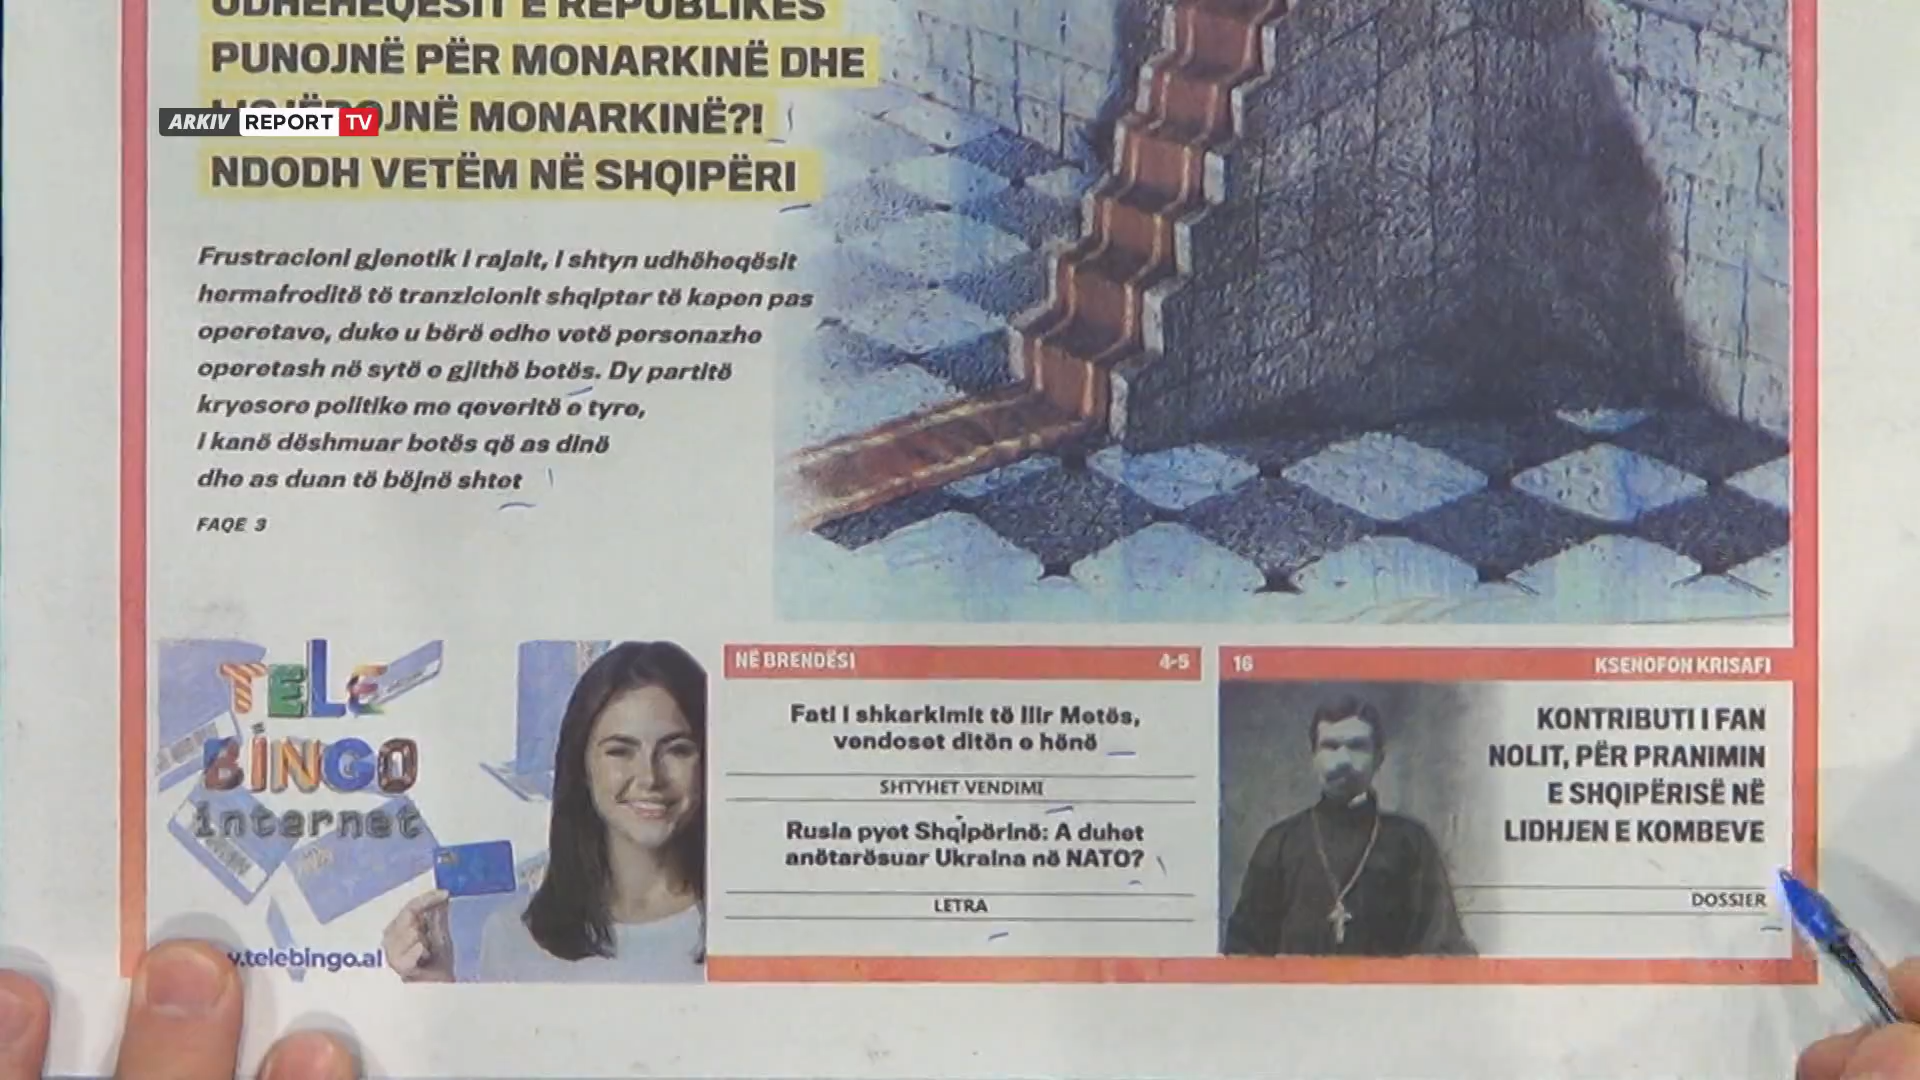 UDHËHEQËSIT E REPUBLIKËS
PUNOJNË PËR MONARKINË DHE
OJNË MONARKINË?!
NDODH VETËM NË SHQIPËRI
ARKIV REPORT TV
Frustracioni gjenetik i rajait, i shtyn udhëheqësit
hermafroditë të tranzicionit shqiptar të kapen pas
operetave, duke u bërë edhe vetë personazhe
operetash në sytë e gjithë botës. Dy partitë
kryesore politike me qeveritë e tyre,
i kanë dëshmuar botës që as dinë
dhe as duan të bëjnë shtet
FAQE 3
TELE
BINGO
internet
v.telebingo.al
NË BRENDËSI 4-5
Fati i shkarkimit të Ilir Metës,
vendoset ditën e hënë
SHTYHET VENDIMI
Rusia pyet Shqipërinë: A duhet
anëtarësuar Ukraina në NATO?
LETRA
16 KSENOFON KRISAFI
KONTRIBUTI I FAN
NOLIT, PËR PRANIMIN
E SHQIPËRISË NË
LIDHJEN E KOMBEVE
DOSSIER